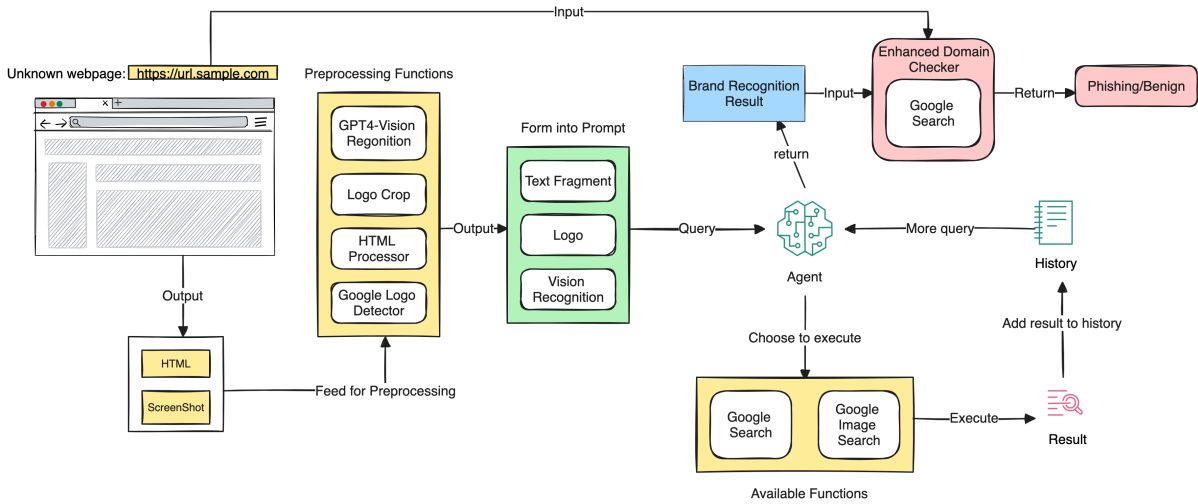 Input
Unknown webpage: https://url.sample.com
Preprocessing Functions
GPT4-Vision
Regonition
Logo Crop
HTML
Processor
Google Logo
Detector
Output
HTML
ScreenShot
Feed for Preprocessing
Output
Form into Prompt
Text Fragment
Logo
Vision
Recognition
Query
Agent
return
Brand Recognition
Result
Input
Enhanced Domain
Checker
Google
Search
Return
Phishing/Benign
Choose to execute
Google
Search
Google
Image
Search
Available Functions
Execute
Result
Add result to history
History
More query